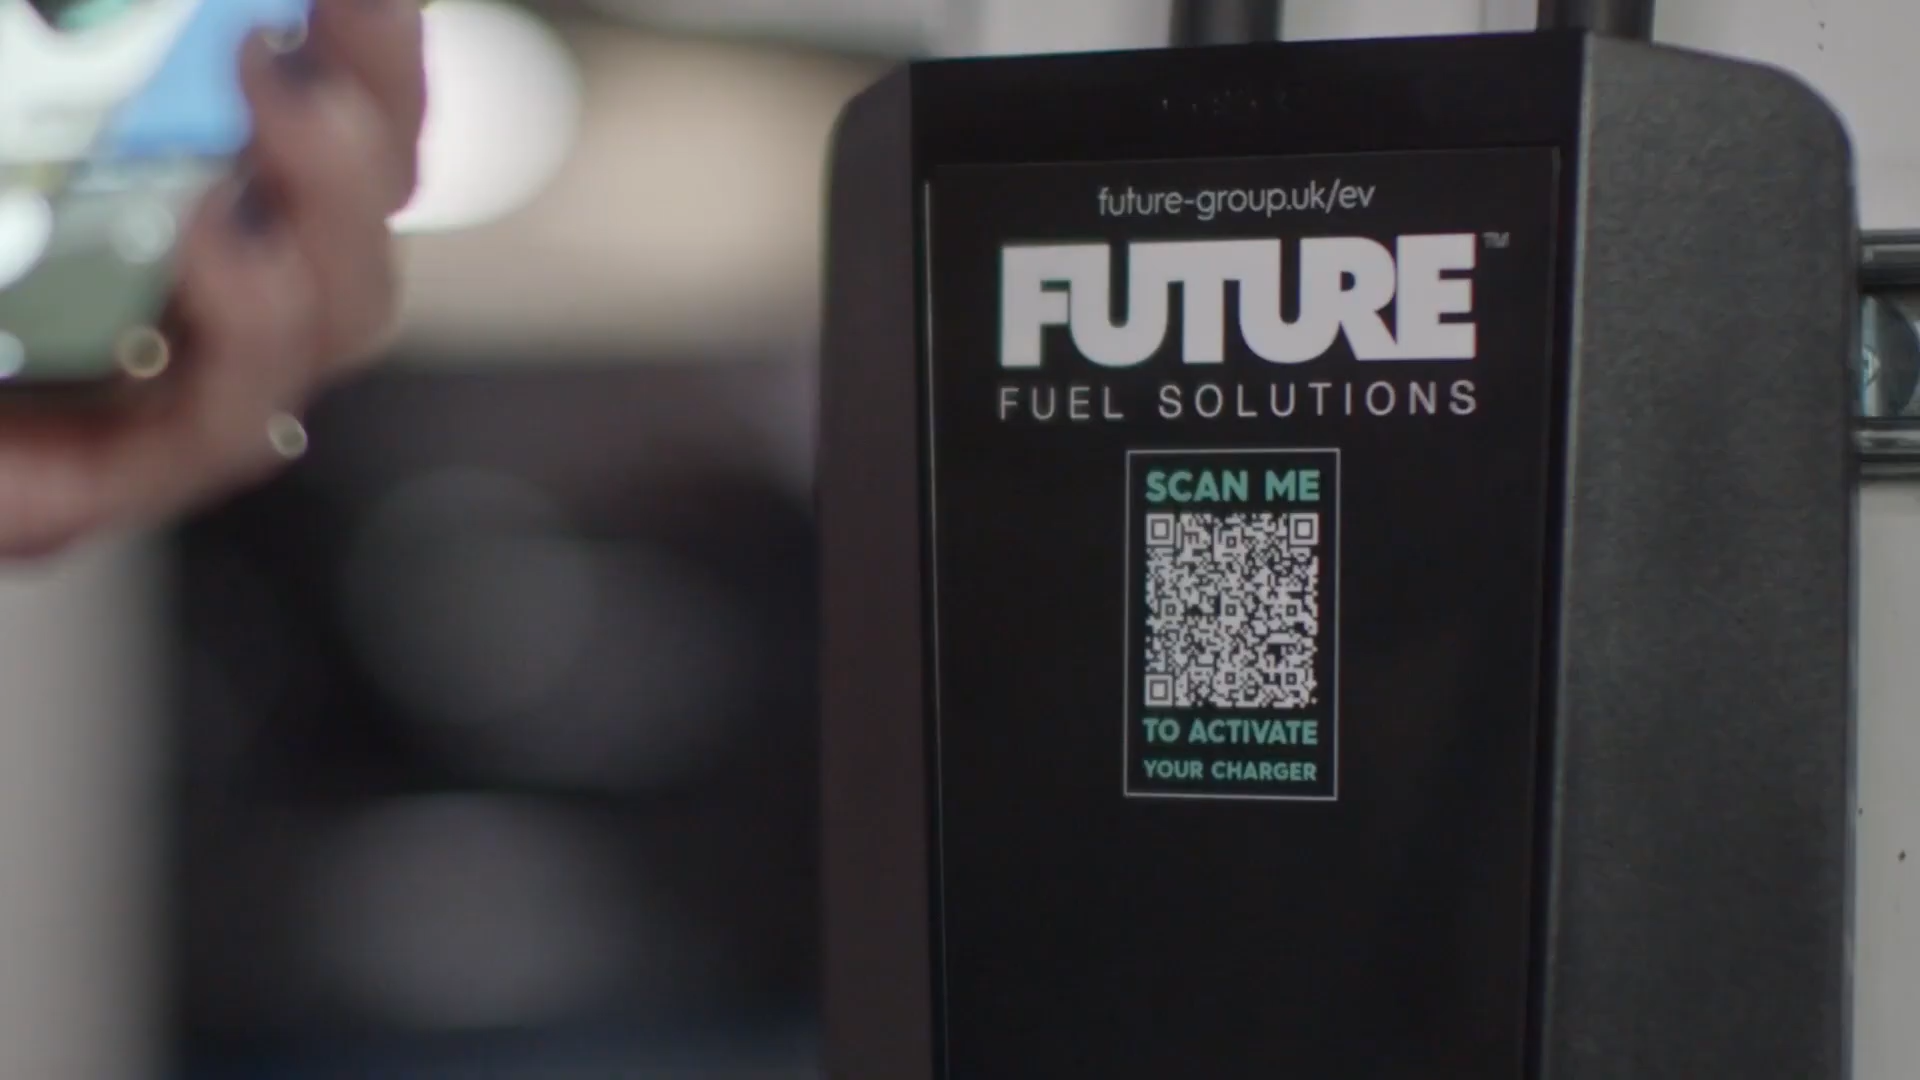 future-group.uk/ev
FUTURE™
FUEL SOLUTIONS
SCAN ME
TO ACTIVATE
YOUR CHARGER